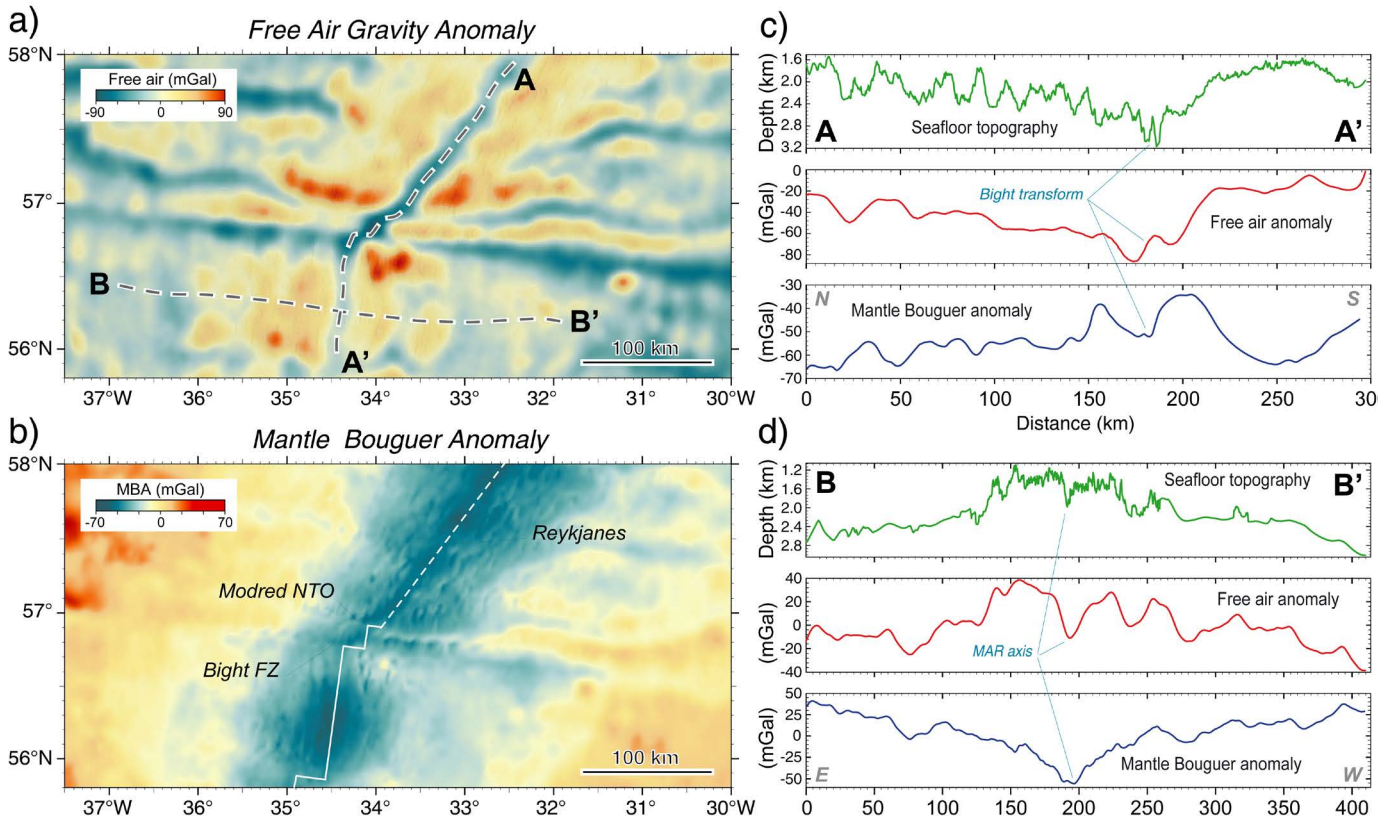 a)
Free Air Gravity Anomaly
58°N
57°
56°N
Free air (mGal)
-90 0 90
A
B
B'
A'
100 km
37°W 36° 35° 34° 33° 32° 31° 30°W
b)
Mantle Bouguer Anomaly
58°N
57°
56°N
MBA (mGal)
-70 0 70
Reykjanes
Modred NTO
Bight FZ
100 km
37°W 36° 35° 34° 33° 32° 31° 30°W
c)
Depth (km)
1.6
2.0
2.4
2.8
3.2
A
Seafloor topography
A'
(mGal)
0
-20
-40
-60
-80
Bight transform
Free air anomaly
(mGal)
-30
-40
-50
-60
-70
N
S
Mantle Bouguer anomaly
0 50 100 150 200 250 30
Distance (km)
d)
Depth (km)
1.2
1.6
2.0
2.4
2.8
B
Seafloor topography
B'
(mGal)
40
20
0
-20
-40
Free air anomaly
MAR axis
(mGal)
50
25
0
-25
-50
E
Mantle Bouguer anomaly
W
0 50 100 150 200 250 300 350 400